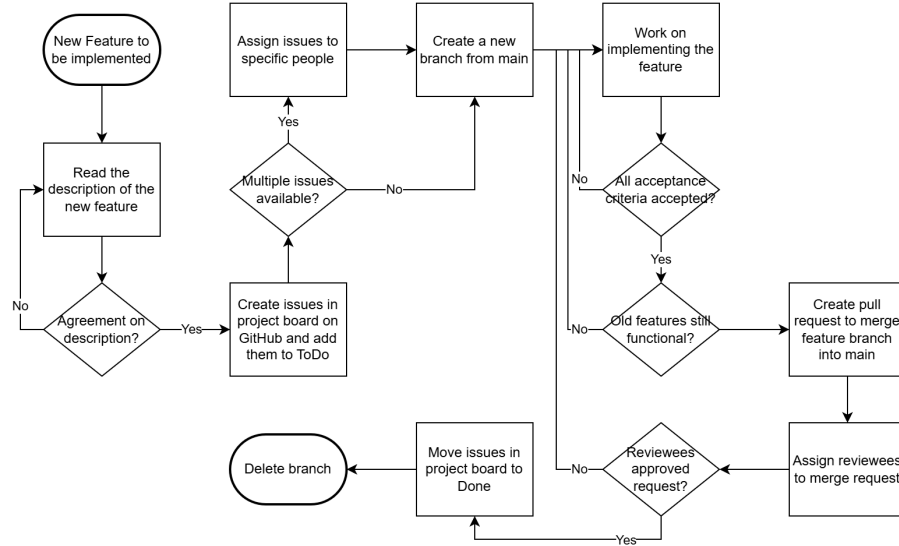 New Feature to
be implemented
Read the
description of the
new feature
Agreement on
description?
No
Yes
Create issues in
project board on
GitHub and add
them to ToDo
Multiple issues
available?
Yes
No
Assign issues to
specific people
Create a new
branch from main
Work on
implementing the
feature
All acceptance
criteria accepted?
No
Yes
Old features still
functional?
No
Create pull
request to merge
feature branch
into main
Assign reviewees
to merge request
Reviewees
approved
request?
No
Yes
Move issues in
project board to
Done
Delete branch